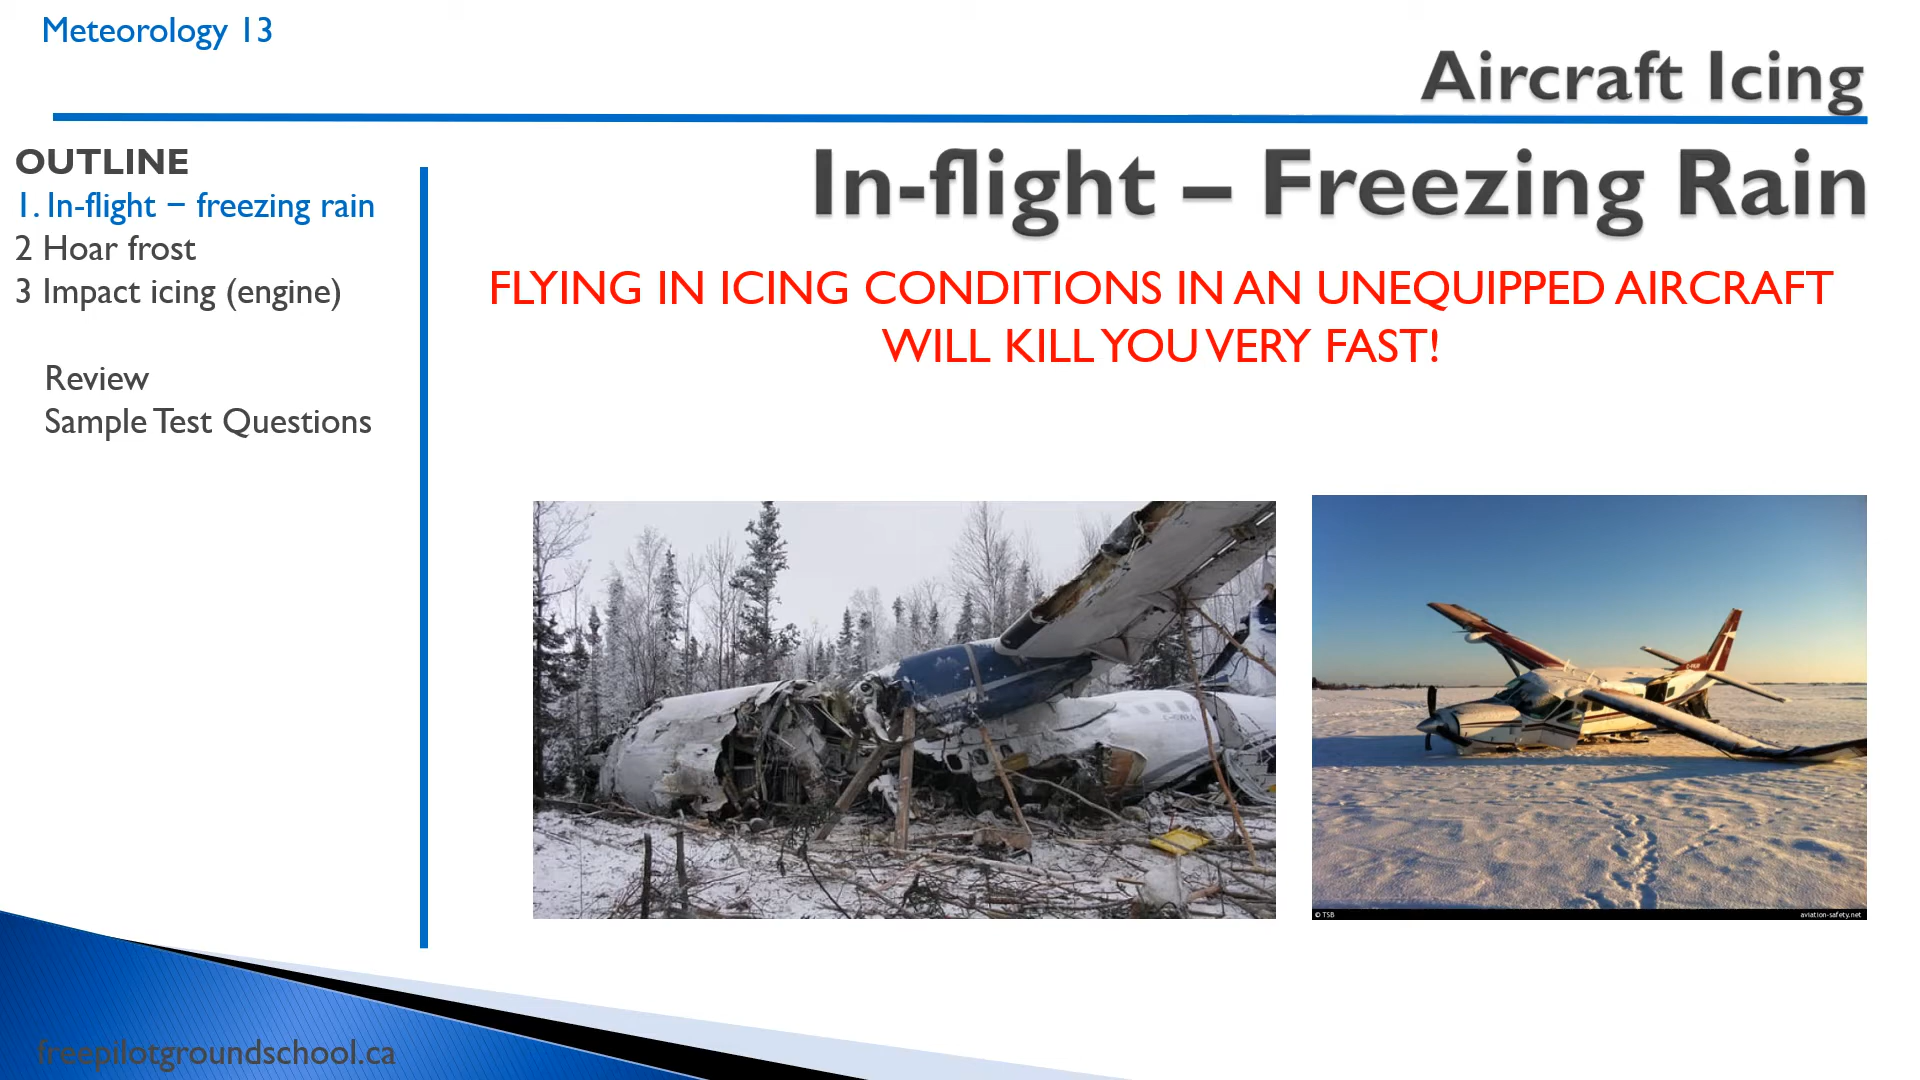 Meteorology 13
Aircraft Icing
OUTLINE
1. In-flight – freezing rain
2 Hoar frost
3 Impact icing (engine)
Review
Sample Test Questions
In-flight – Freezing Rain
FLYING IN ICING CONDITIONS IN AN UNEQUIPPED AIRCRAFT
WILL KILL YOU VERY FAST!
© TSB
aviation-safety.net
freepilotgroundschool.ca